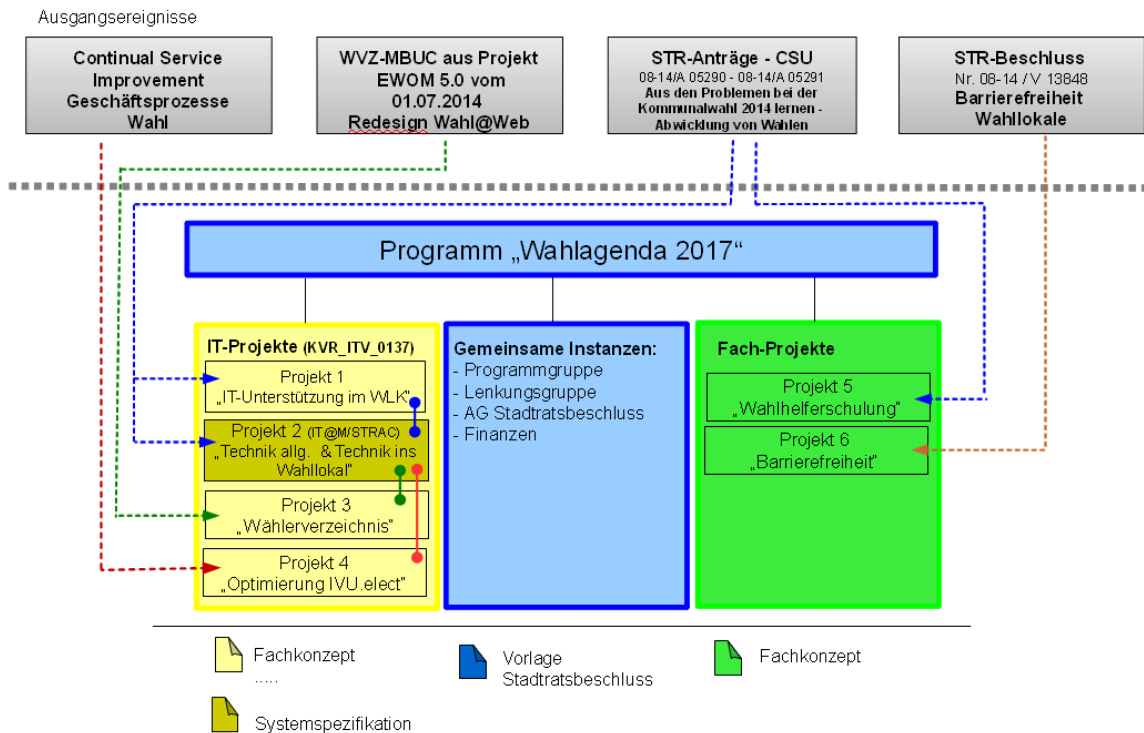 Ausgangsereignisse
Continual Service
Improvement
Geschäftsprozesse
Wahl
WVZ-MBUC aus Projekt
EWOM 5.0 vom
01.07.2014
Redesign Wahl@Web
STR-Anträge - CSU
08-14/A 05290 - 08-14/A 05291
Aus den Problemen bei der
Kommunalwahl 2014 lernen -
Abwicklung von Wahlen
STR-Beschluss
Nr. 08-14 / V 13848
Barrierefreiheit
Wahllokale
Programm „Wahlagenda 2017“
IT-Projekte (KVR_ITV_0137)
Projekt 1
„IT-Unterstützung im WLK“
Projekt 2 (IT@M/STRAC)
„Technik allg. & Technik ins
Wahllokal“
Projekt 3
„Wählerverzeichnis“
Projekt 4
„Optimierung IVU.elect“
Gemeinsame Instanzen:
- Programmgruppe
- Lenkungsgruppe
- AG Stadtratsbeschluss
- Finanzen
Fach-Projekte
Projekt 5
„Wahlhelferschulung“
Projekt 6
„Barrierefreiheit“
Fachkonzept
.....
Systemspezifikation
Vorlage
Stadtratsbeschluss
Fachkonzept